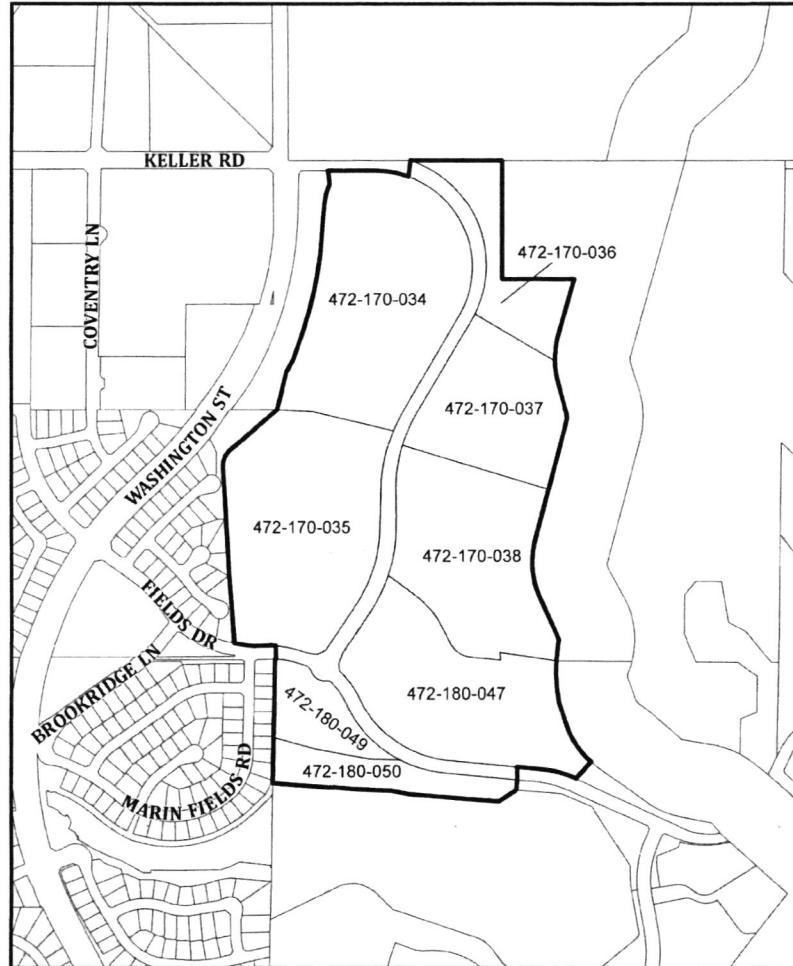 KELLER RD
COVENTRY LN
472-170-036
472-170-034
WASHINGTON ST
472-170-037
472-170-035
472-170-038
FIELDS DR
BROOKRIDGE LN
472-180-049
472-180-047
MARIN FIELDS RD
472-180-050